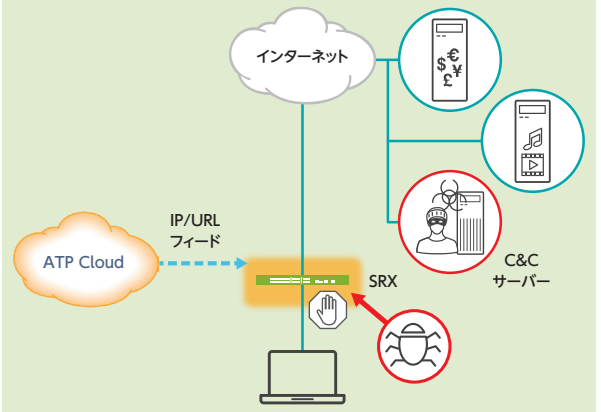 インターネット
$ € ¥ £
IP/URL
フィード
ATP Cloud
SRX
C&C
サーバー